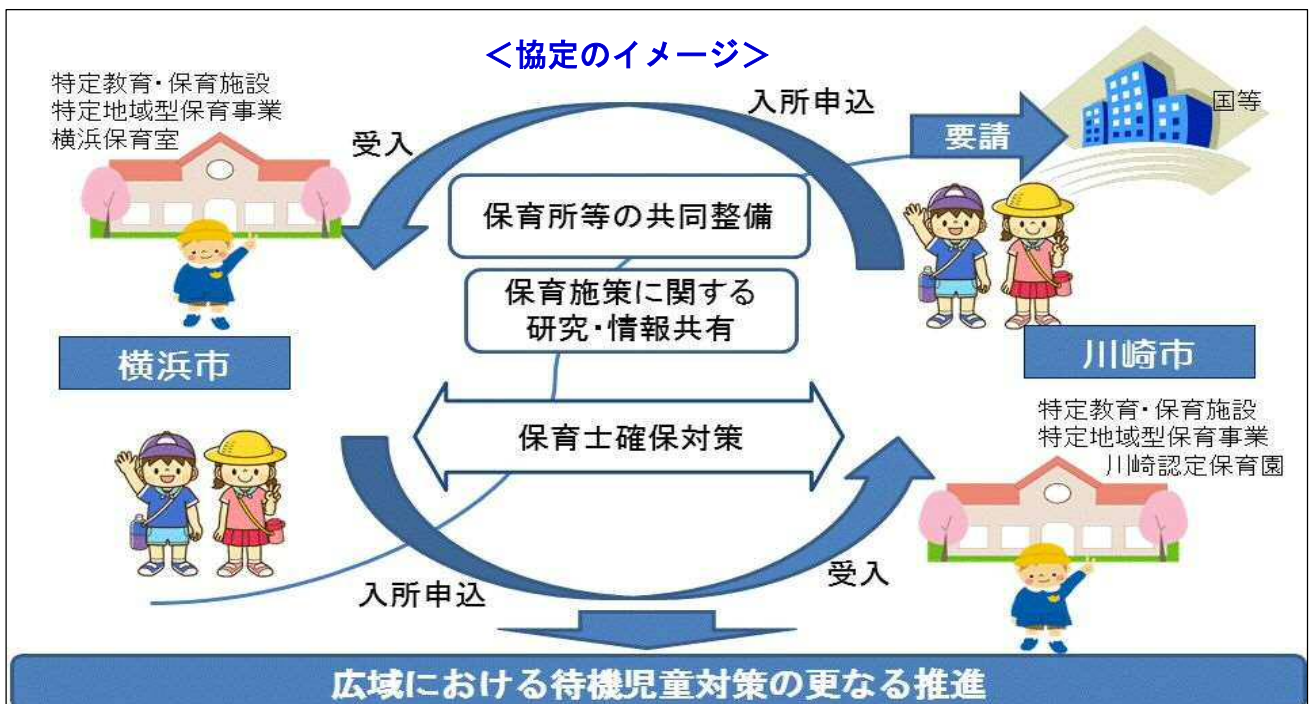 ＜協定のイメージ＞
特定教育・保育施設
特定地域型保育事業
横浜保育室
受入
入所申込
要請
国等
保育所等の共同整備
保育施策に関する
研究・情報共有
横浜市
川崎市
保育士確保対策
特定教育・保育施設
特定地域型保育事業
川崎認定保育園
入所申込
受入
広域における待機児童対策の更なる推進